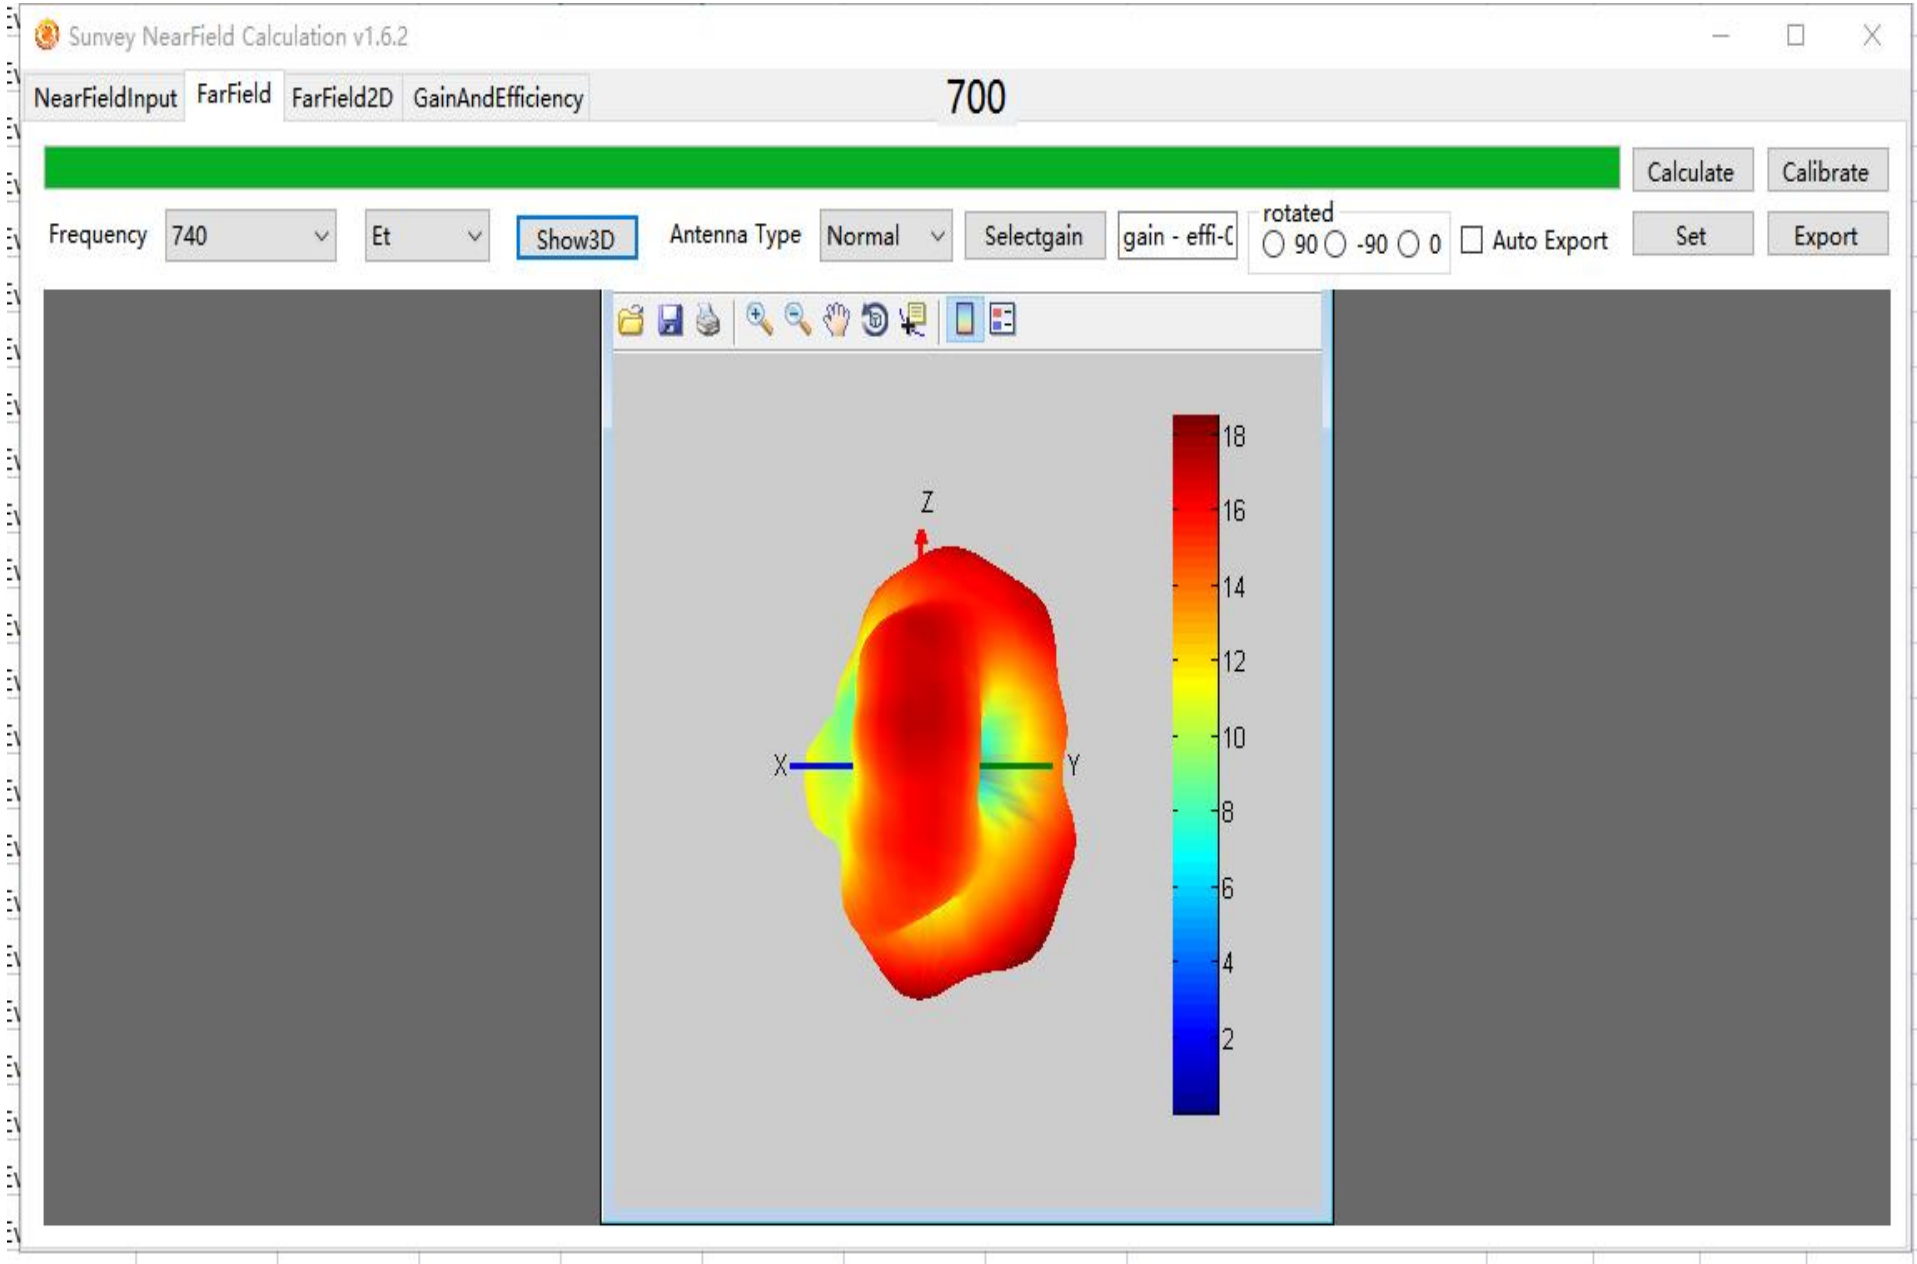 Sunvey NearField Calculation v1.6.2
NearFieldInput FarField FarField2D GainAndEfficiency 700
Calculate Calibrate
Frequency 740 Et Show3D Antenna Type Normal Selectgain gain - effi- rotated 90 -90 0 Auto Export Set Export
18
Z
16
14
12
10
X Y
8
6
4
2